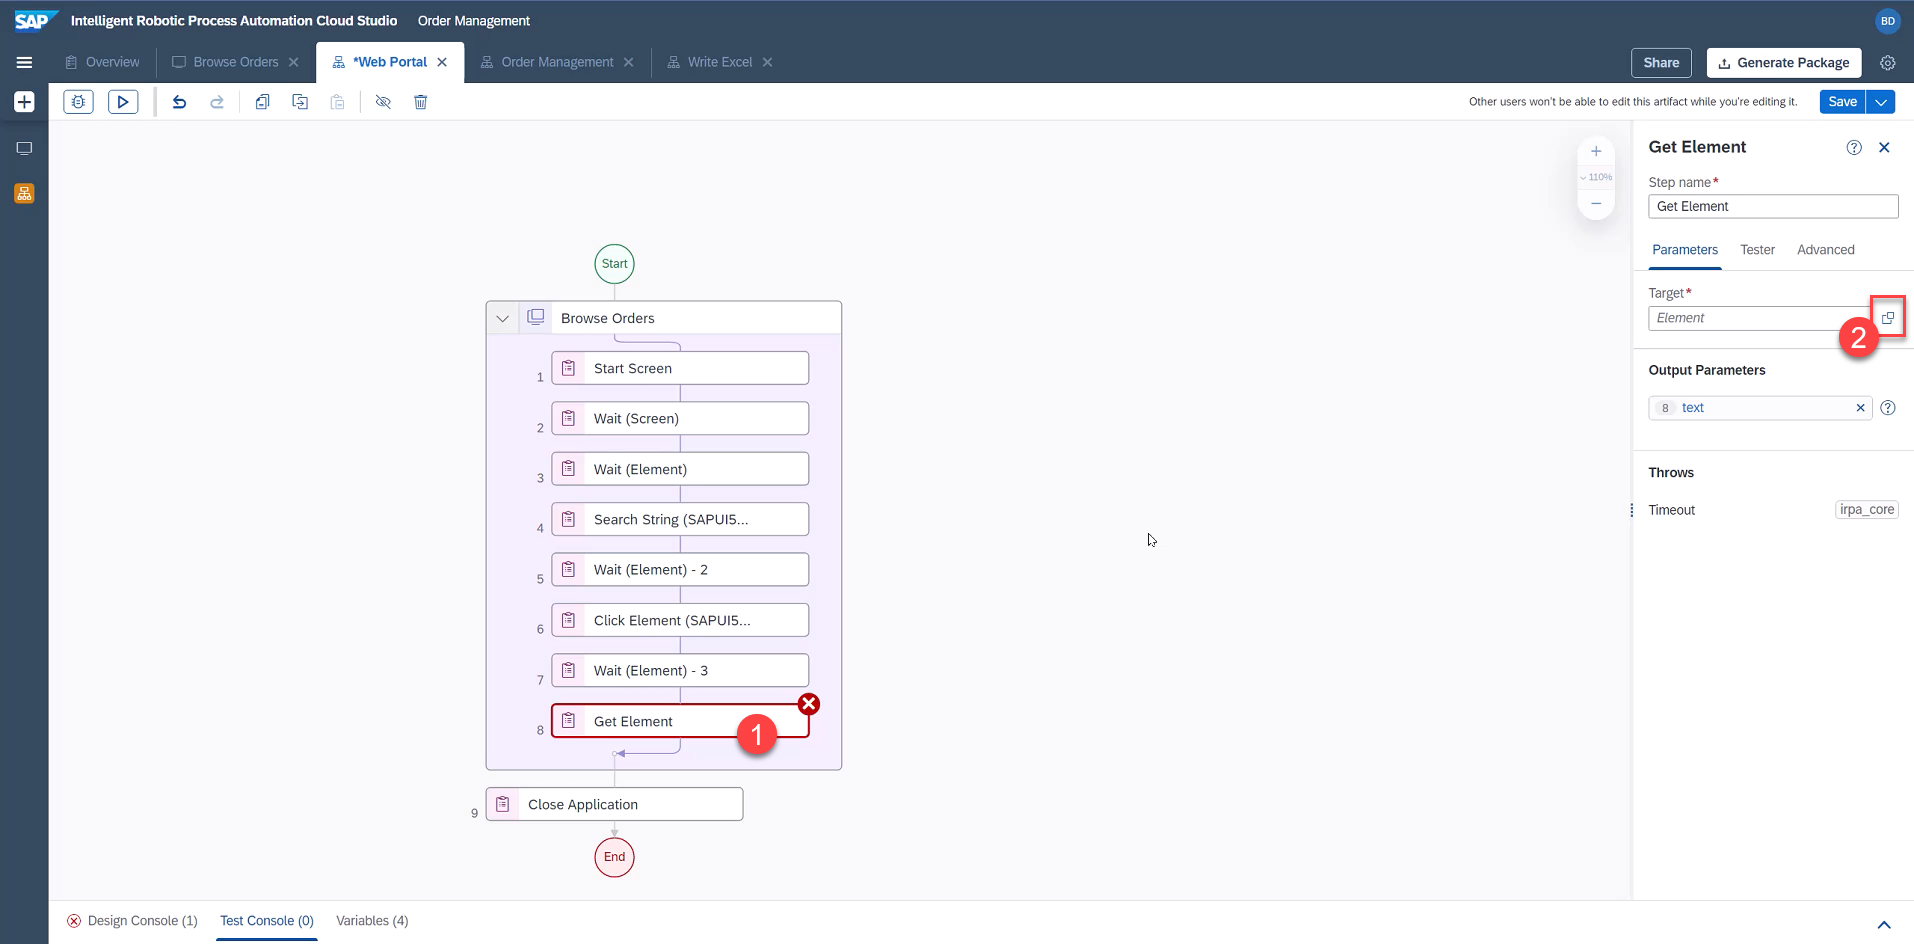 SAP Intelligent Robotic Process Automation Cloud Studio Order Management BD
Overview Browse Orders *Web Portal Order Management Write Excel Share Generate Package
Other users won't be able to edit this artifact while you're editing it. Save
Get Element
110%
Step name*
Get Element
Parameters Tester Advanced
Target*
Element
2
Output Parameters
8 text
Throws
Timeout irpa_core
Start
Browse Orders
1 Start Screen
2 Wait (Screen)
3 Wait (Element)
4 Search String (SAPUI5...
5 Wait (Element) - 2
6 Click Element (SAPUI5...
7 Wait (Element) - 3
8 Get Element
1
9 Close Application
End
Design Console (1) Test Console (0) Variables (4)